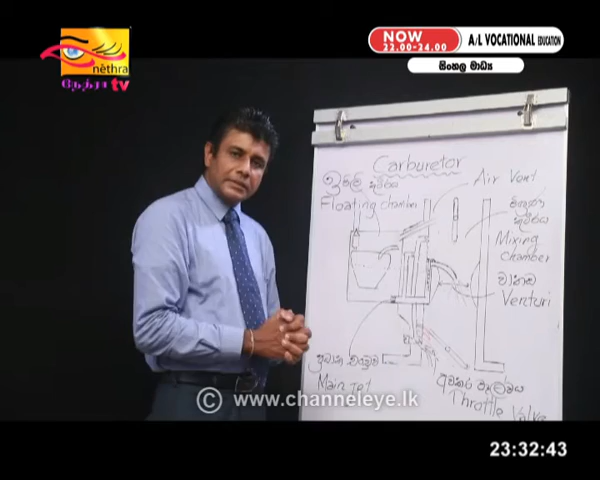 NOW
22.00-24.00
A/L VOCATIONAL EDUCATION
සිංහල මාධ්‍ය
nēthra
நேத்ரா tv
Carburetor
Air Vent
Floating chamber
Mixing
chamber
Venturi
Main Jet
Throttle Valve
© www.channeleye.lk
23:32:43